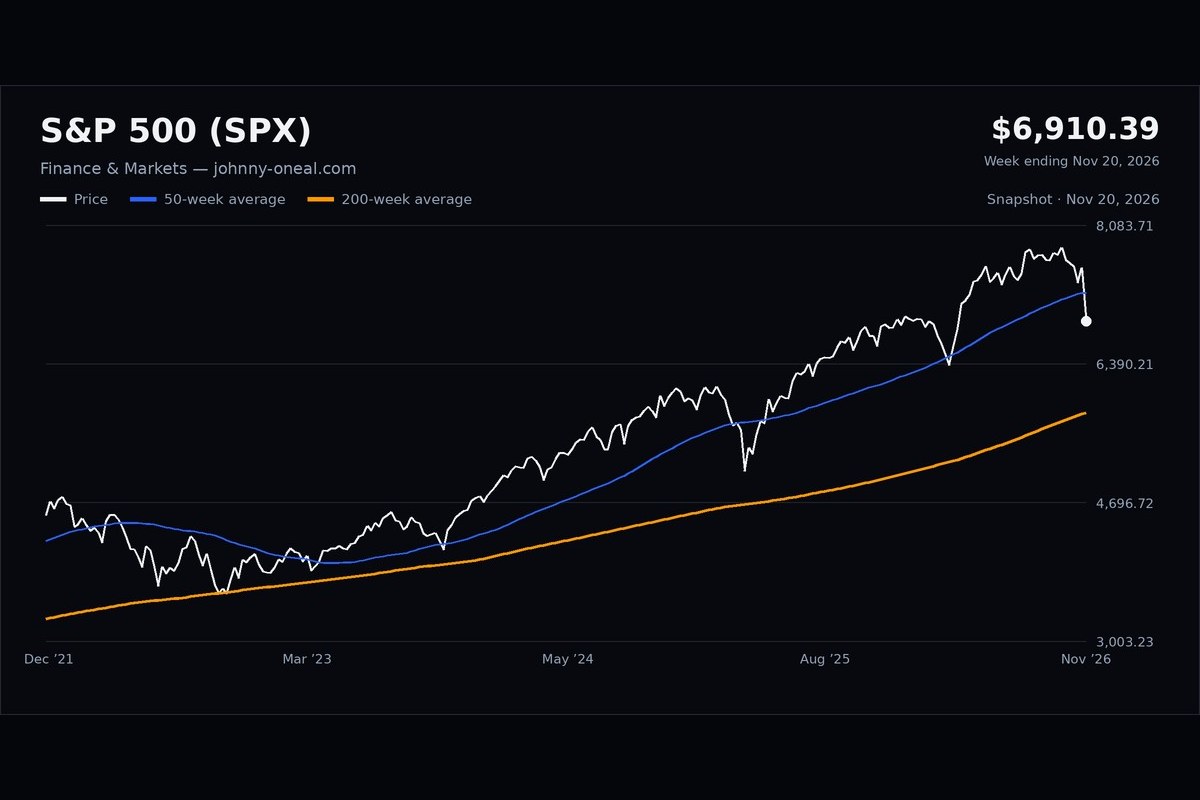 S&P 500 (SPX)
$6,910.39
Finance & Markets — johnny-oneal.com
Week ending Nov 20, 2026
Price
50-week average
200-week average
Snapshot · Nov 20, 2026
8,083.71
6,390.21
4,696.72
3,003.23
Dec ’21
Mar ’23
May ’24
Aug ’25
Nov ’26